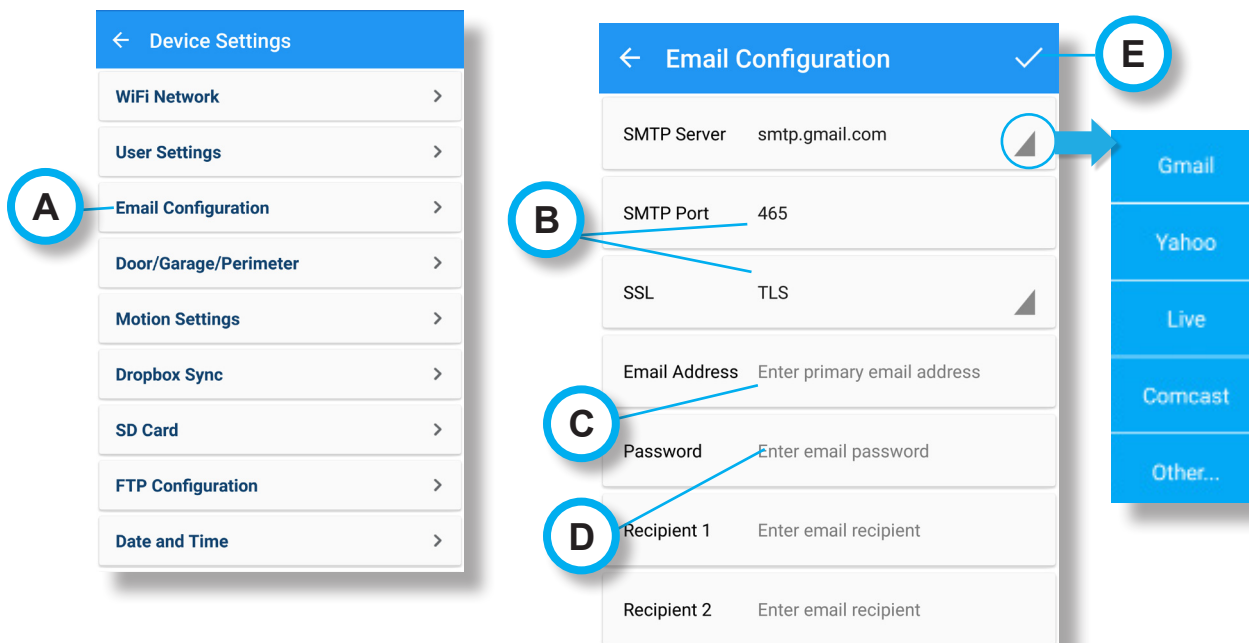 Device Settings
WiFi Network
User Settings
A
Email Configuration
Door/Garage/Perimeter
Motion Settings
Dropbox Sync
SD Card
FTP Configuration
Date and Time
Email Configuration
E
SMTP Server smtp.gmail.com
B
SMTP Port 465
SSL TLS
Email Address Enter primary email address
C
Password Enter email password
D
Recipient 1 Enter email recipient
Recipient 2 Enter email recipient
Gmail
Yahoo
Live
Comcast
Other...